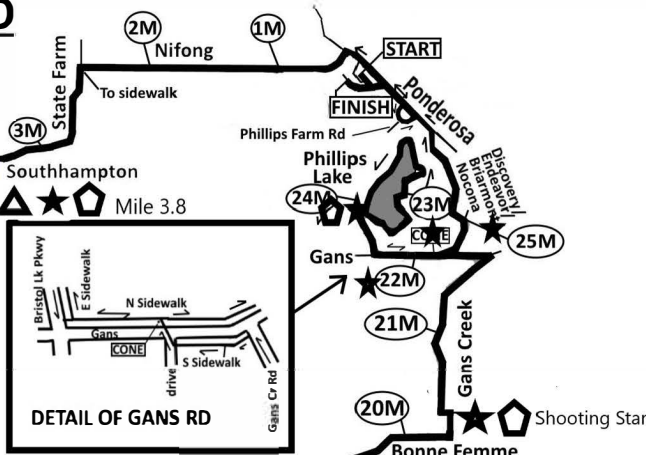 2M
1M
Nifong
START
State Farm
To sidewalk
FINISH
Ponderosa
3M
Phillips Farm Rd
Southhampton
Mile 3.8
Phillips
Lake
24M
23M
CONE
Discovery/
Endeavor/
Briarmont
Nocona
25M
Gans
22M
21M
Gans Creek
20M
Shooting Star
Bonne Femme
Bristol Lk Pkwy
E Sidewalk
N Sidewalk
Gans
CONE
S Sidewalk
drive
Gans Cr Rd
DETAIL OF GANS RD